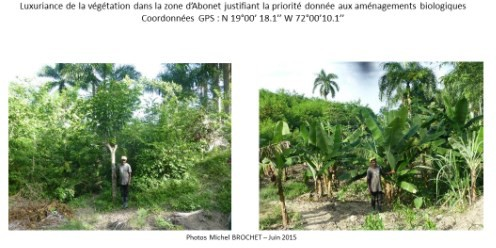 Luxuriance de la végétation dans la zone d'Abonet justifiant la priorité donnée aux aménagements biologiques
Coordonnées GPS : N 19°00' 18.1’’ W 72°00’10.1’’
Photos Michel BROCHET – Juin 2015